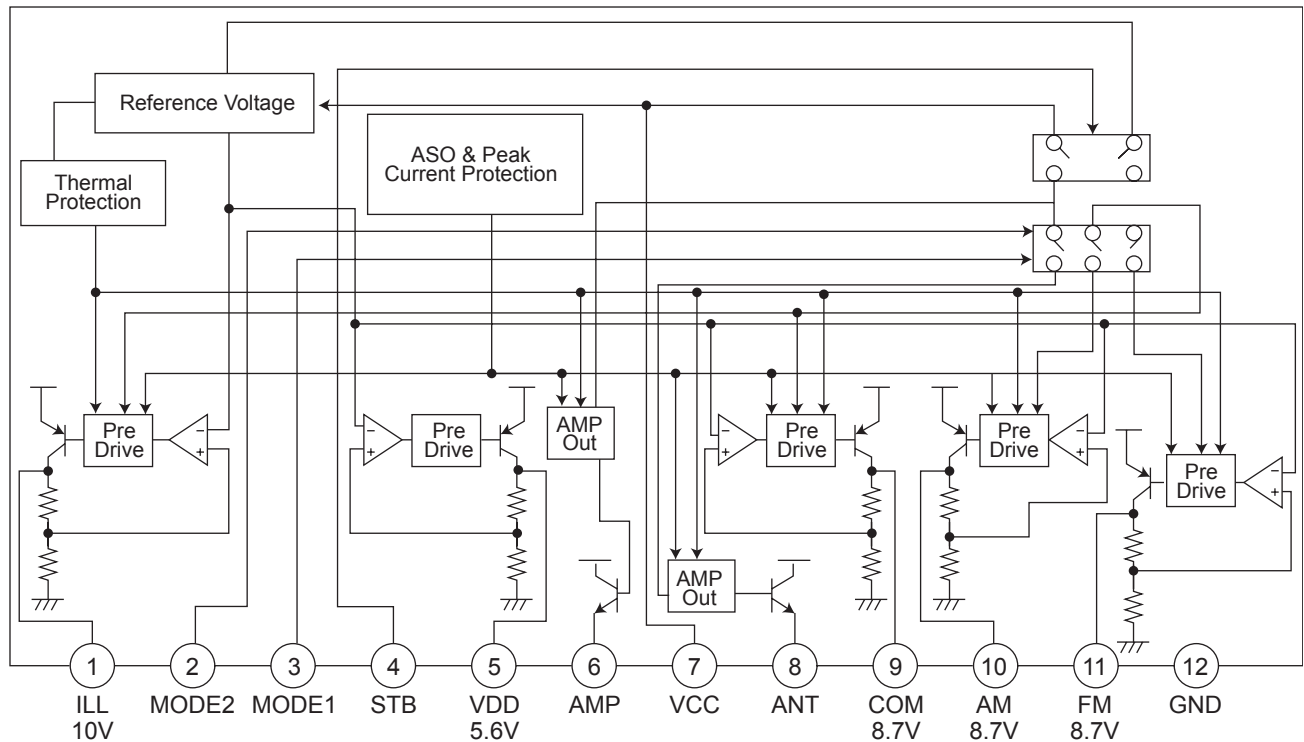 Reference Voltage
Thermal
Protection
ASO & Peak
Current Protection
Pre
Drive
−
+
−
+
Pre
Drive
AMP
Out
−
+
Pre
Drive
Pre
Drive
−
+
Pre
Drive
−
+
AMP
Out
1
2
3
4
5
6
7
8
9
10
11
12
ILL
10V
MODE2
MODE1
STB
VDD
5.6V
AMP
VCC
ANT
COM
8.7V
AM
8.7V
FM
8.7V
GND